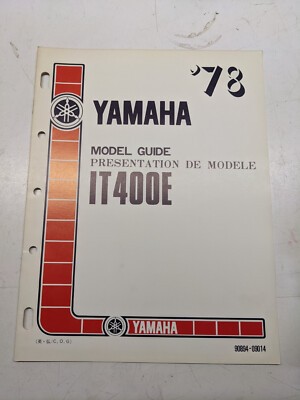 '78
YAMAHA
MODEL GUIDE
PRESENTATION DE MODELE
IT400E
YAMAHA
90894-09014